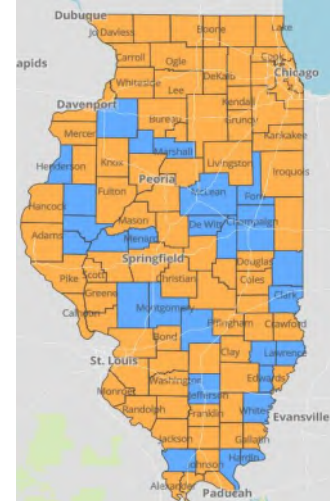 Dubuque
Jo Daviess
Boone
Lake
Carroll
Ogle
apids
DeKalb
Cook
Chicago
Whiteside
Lee
Kendall
Davenport
Bureau
Grundy
Mercer
Kankakee
Marshall
Henderson
Knox
Livingston
Iroquois
Peoria
Fulton
McLean
Ford
Hancock
Mason
De Witt
Champaign
Adams
Menard
Springfield
Douglas
Pike
Scott
Christian
Coles
Greene
Clark
Calhoun
Montgomery
Effingham
Crawford
Bond
St. Louis
Clay
Lawrence
Washington
Edwards
Monroe
Jefferson
Randolph
Franklin
White
Evansville
Jackson
Gallatin
Hardin
Johnson
Alexander
Paducah